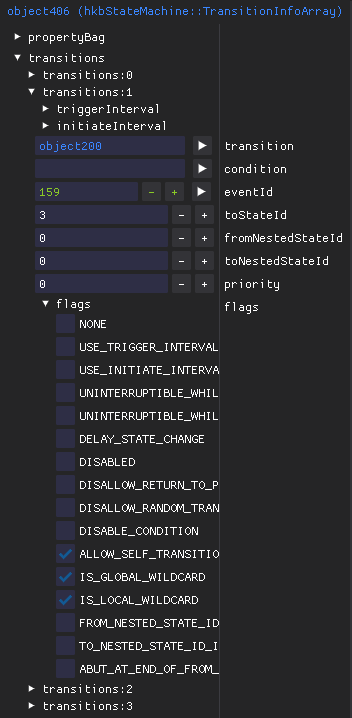 object406 (hkbStateMachine::TransitionInfoArray)
propertyBag
transitions
transitions:0
transitions:1
triggerInterval
initiateInterval
object200 transition
condition
159 - + eventId
3 - + toStateId
0 - + fromNestedStateId
0 - + toNestedStateId
0 - + priority
flags flags
NONE
USE_TRIGGER_INTERVAL
USE_INITIATE_INTERVA
UNINTERRUPTIBLE_WHIL
UNINTERRUPTIBLE_WHIL
DELAY_STATE_CHANGE
DISABLED
DISALLOW_RETURN_TO_P
DISALLOW_RANDOM_TRAN
DISABLE_CONDITION
ALLOW_SELF_TRANSITIO
IS_GLOBAL_WILDCARD
IS_LOCAL_WILDCARD
FROM_NESTED_STATE_ID
TO_NESTED_STATE_ID_I
ABUT_AT_END_OF_FROM_
transitions:2
transitions:3